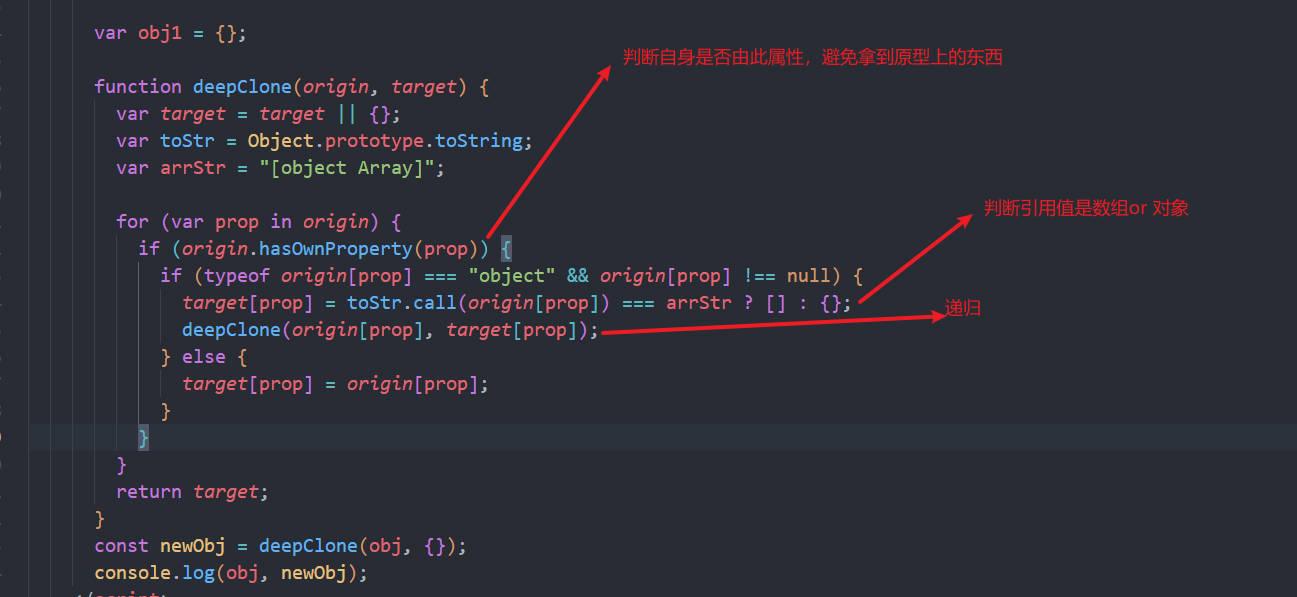 var obj1 = {};
判断自身是否由此属性，避免拿到原型上的东西
function deepClone(origin, target) {
var target = target || {};
var toStr = Object.prototype.toString;
var arrStr = "[object Array]";
for (var prop in origin) {
判断引用值是数组or 对象
if (origin.hasOwnProperty(prop)) {
if (typeof origin[prop] === "object" && origin[prop] !== null) {
target[prop] = toStr.call(origin[prop]) === arrStr ? [] : {};
递归
deepClone(origin[prop], target[prop]);
} else {
target[prop] = origin[prop];
}
}
}
return target;
}
const newObj = deepClone(obj, {});
console.log(obj, newObj);